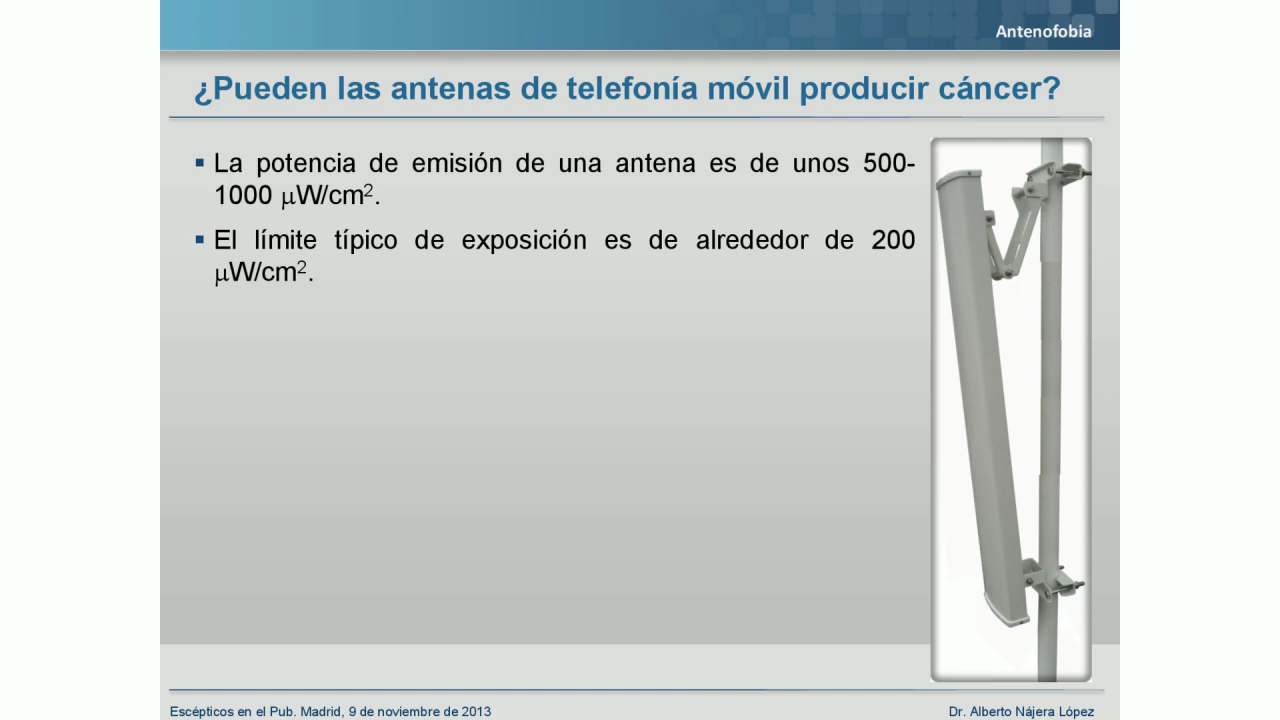 Antenofobia
¿Pueden las antenas de telefonía móvil producir cáncer?
▪ La potencia de emisión de una antena es de unos 500-
1000 μW/cm².
▪ El límite típico de exposición es de alrededor de 200
μW/cm².
Escépticos en el Pub. Madrid, 9 de noviembre de 2013
Dr. Alberto Nájera López